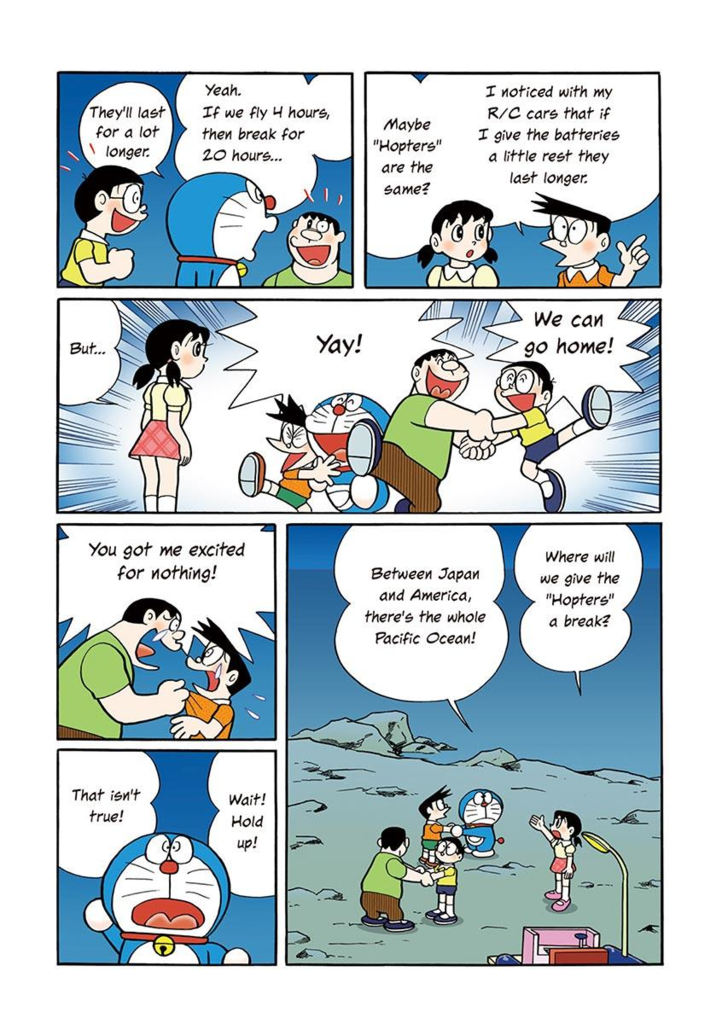 I noticed with my
R/C cars that if
I give the batteries
a little rest they
last longer.
Maybe
"Hopters"
are the
same?
Yeah.
If we fly 4 hours,
then break for
20 hours...
They'll last
for a lot
longer.
We can
go home!
Yay!
But...
Where will
we give the
"Hopters"
a break?
Between Japan
and America,
there's the whole
Pacific Ocean!
You got me excited
for nothing!
Wait!
Hold
up!
That isn't
true!